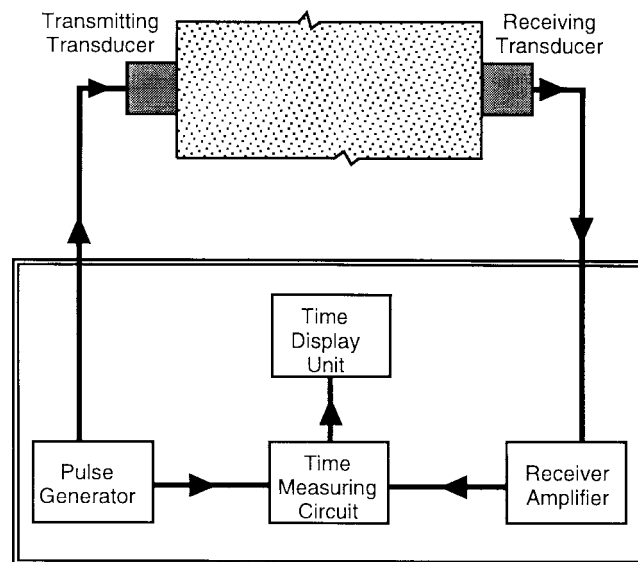 Transmitting
Transducer
Receiving
Transducer
Time
Display
Unit
Pulse
Generator
Time
Measuring
Circuit
Receiver
Amplifier